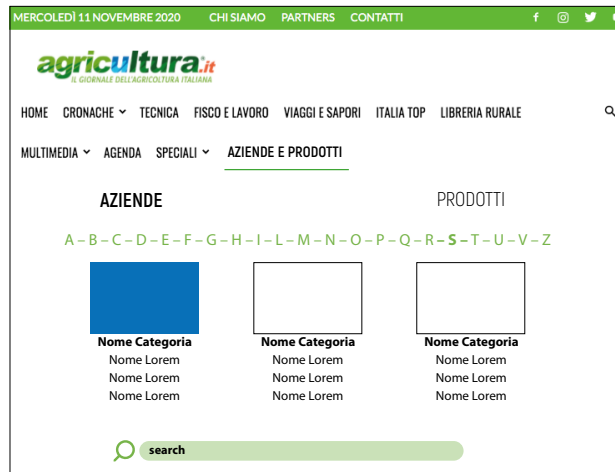 MERCOLEDÌ 11 NOVEMBRE 2020 CHI SIAMO PARTNERS CONTATTI
agricultura.it
IL GIORNALE DELL'AGRICOLTURA ITALIANA
HOME CRONACHE TECNICA FISCO E LAVORO VIAGGI E SAPORI ITALIA TOP LIBRERIA RURALE
MULTIMEDIA AGENDA SPECIALI AZIENDE E PRODOTTI
AZIENDE PRODOTTI
A – B – C – D – E – F – G – H – I – L – M – N – O – P – Q – R – S – T – U – V – Z
Nome Categoria Nome Categoria Nome Categoria
Nome Lorem Nome Lorem Nome Lorem
Nome Lorem Nome Lorem Nome Lorem
Nome Lorem Nome Lorem Nome Lorem
search